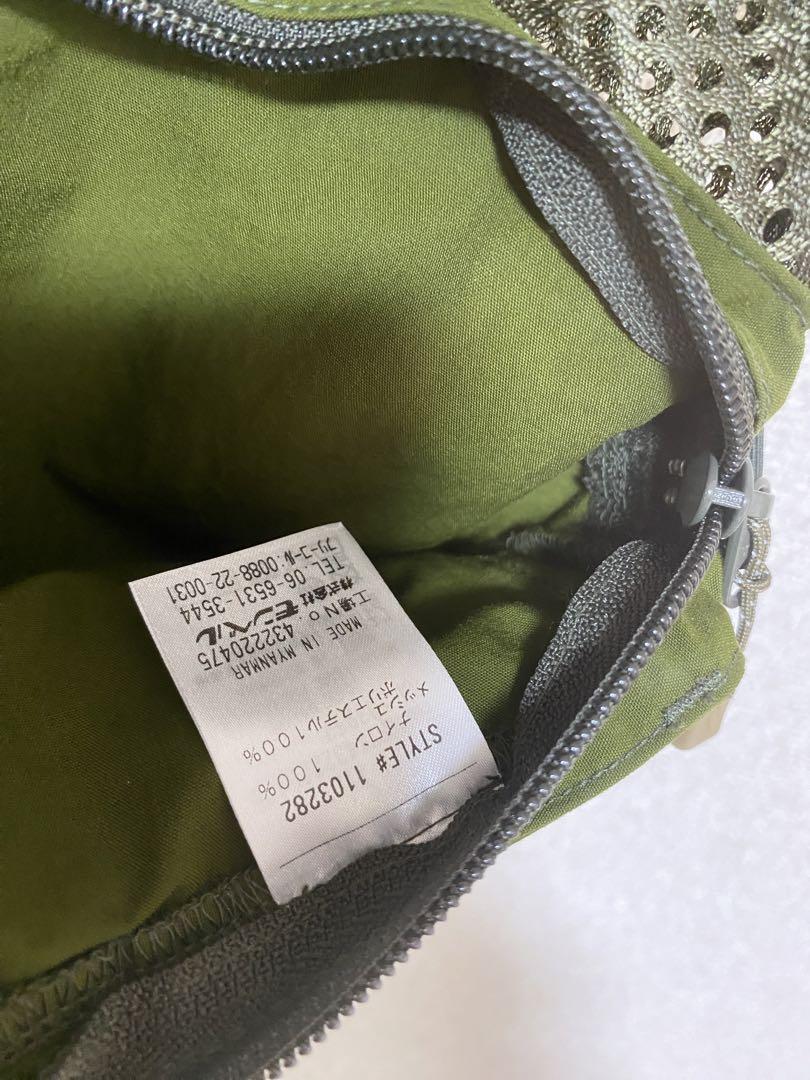 STYLE# 1103282
ナイロン 100%
メッシュ
ポリエステル100%
MADE IN MYANMAR
工場No. 432220475
株式会社モンベル
TEL. 06-6531-3544
フリーコール:0088-22-0031